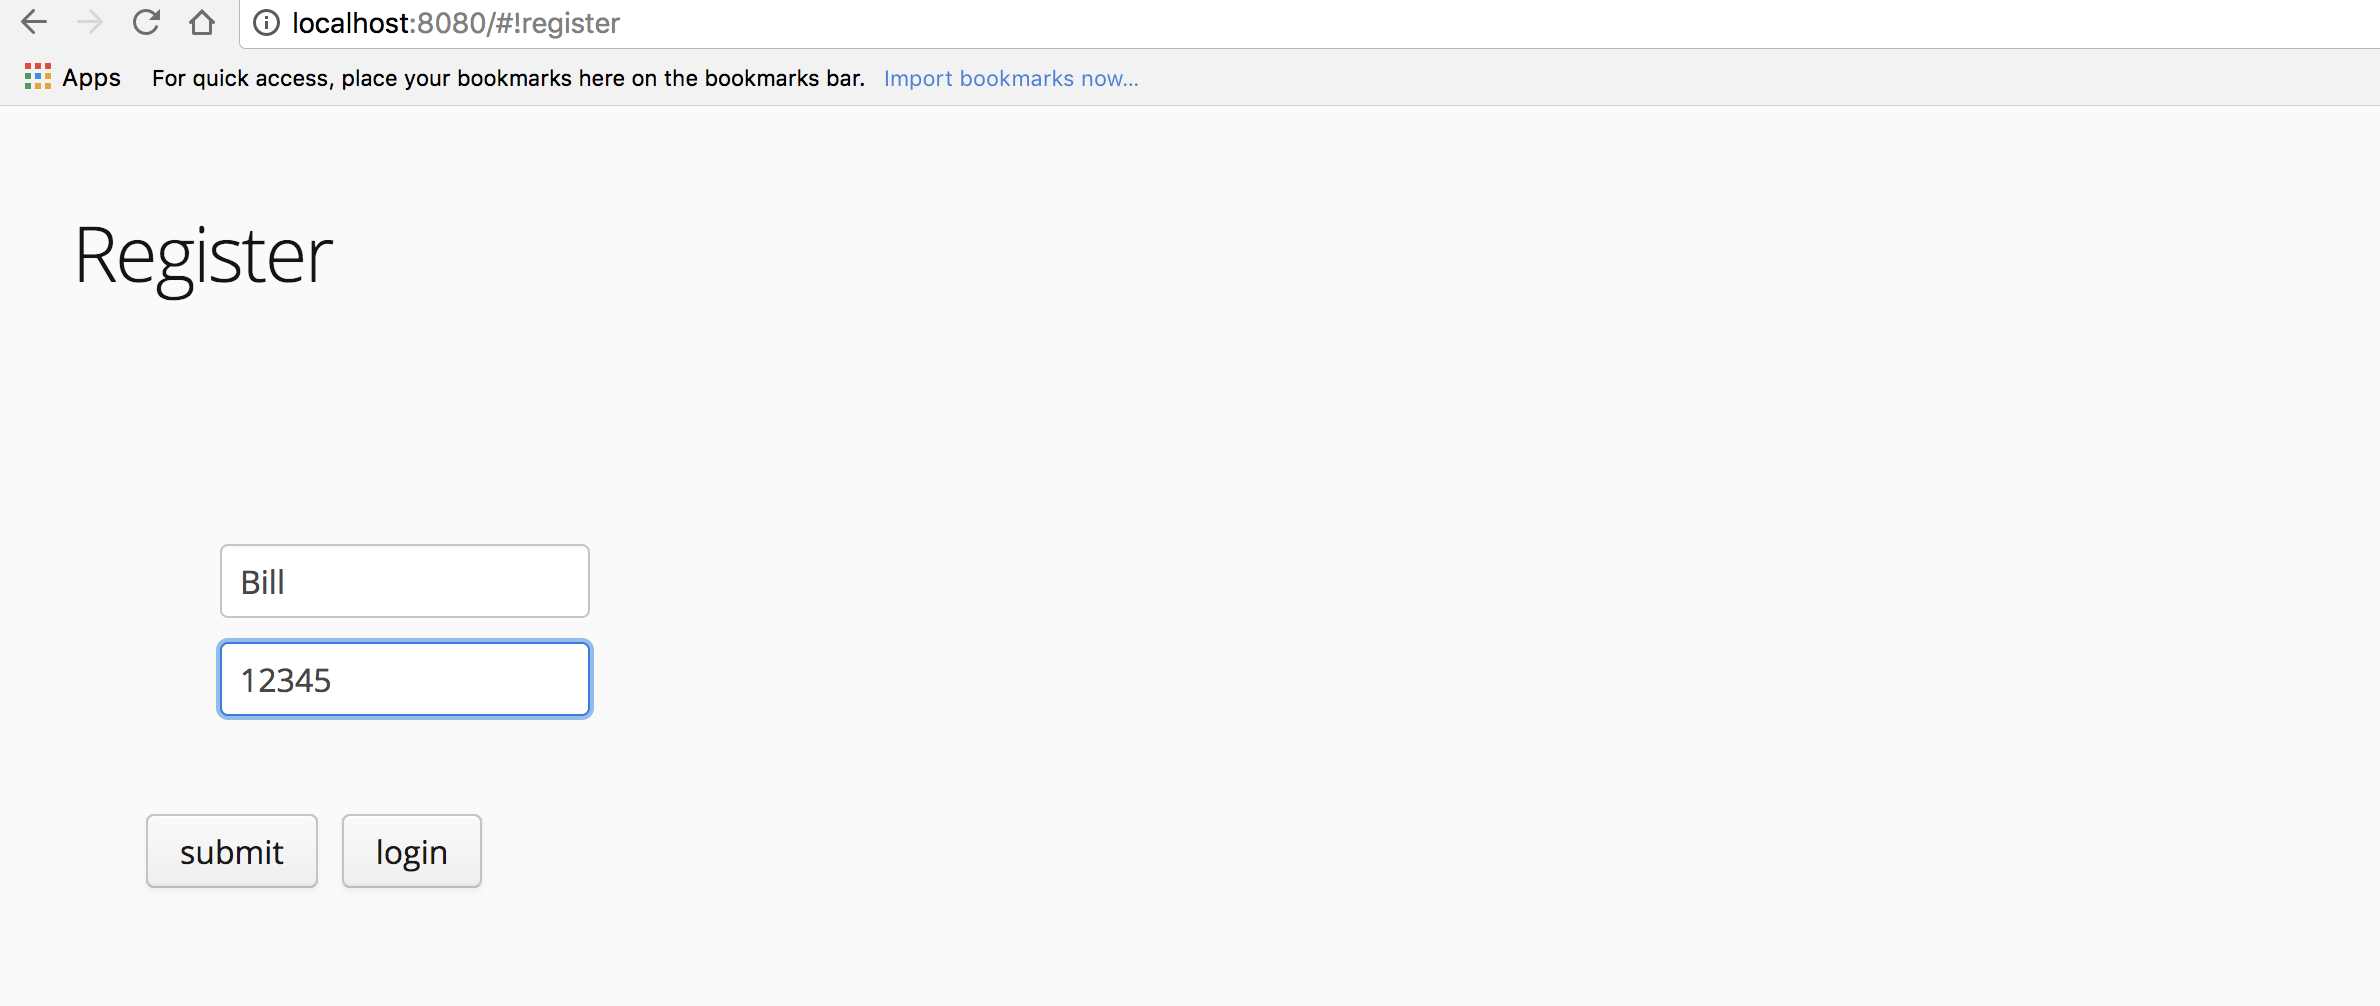 localhost:8080/#!register
Apps For quick access, place your bookmarks here on the bookmarks bar. Import bookmarks now...
Register
Bill
12345
submit login